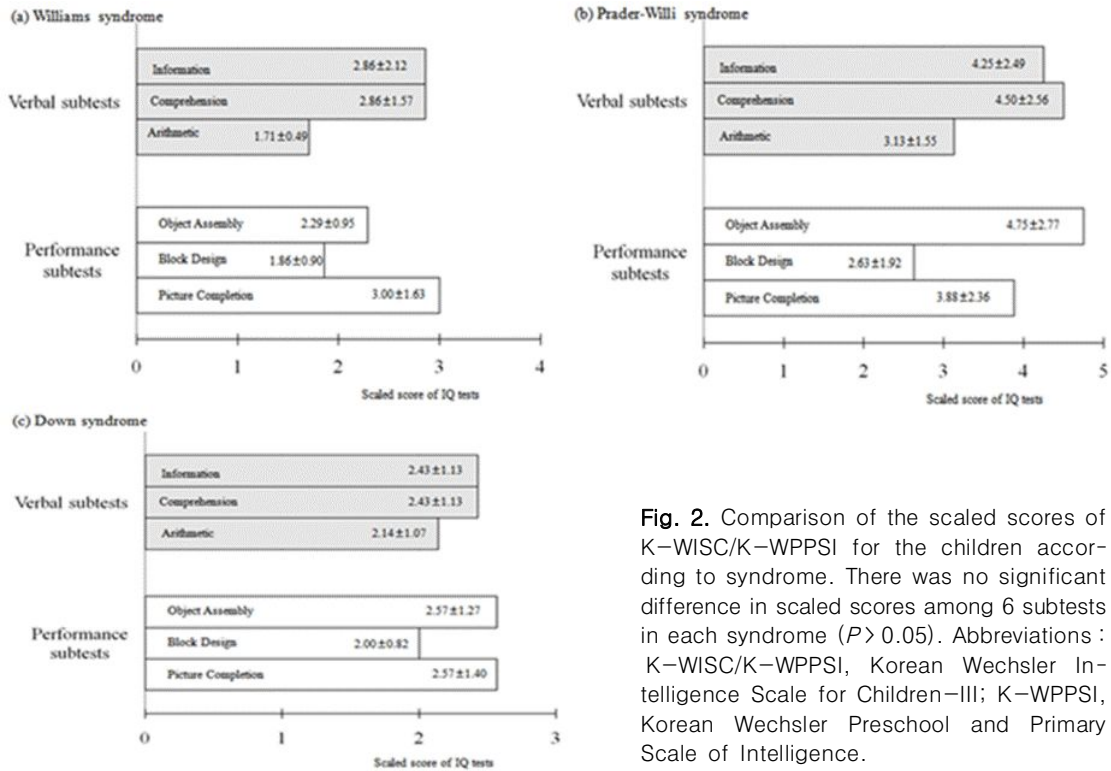 (a) Williams syndrome
Verbal subtests
Information 2.86±2.12
Comprehension 2.86±1.57
Arithmetic 1.71±0.49
Performance
subtests
Object Assembly 2.29±0.95
Block Design 1.86±0.90
Picture Completion 3.00±1.63
0 1 2 3 4
Scaled score of IQ tests
(b) Prader-Willi syndrome
Verbal subtests
Information 4.25±2.49
Comprehension 4.50±2.56
Arithmetic 3.13±1.55
Performance
subtests
Object Assembly 4.75±2.77
Block Design 2.63±1.92
Picture Completion 3.88±2.36
0 1 2 3 4 5
Scaled score of IQ tests
(c) Down syndrome
Verbal subtests
Information 2.43±1.13
Comprehension 2.43±1.13
Arithmetic 2.14±1.07
Performance
subtests
Object Assembly 2.57±1.27
Block Design 2.00±0.82
Picture Completion 2.57±1.40
0 1 2 3
Scaled score of IQ tests
Fig. 2. Comparison of the scaled scores of
K-WISC/K-WPPSI for the children accor-
ding to syndrome. There was no significant
difference in scaled scores among 6 subtests
in each syndrome (P> 0.05). Abbreviations :
K-WISC/K-WPPSI, Korean Wechsler In-
telligence Scale for Children-III; K-WPPSI,
Korean Wechsler Preschool and Primary
Scale of Intelligence.